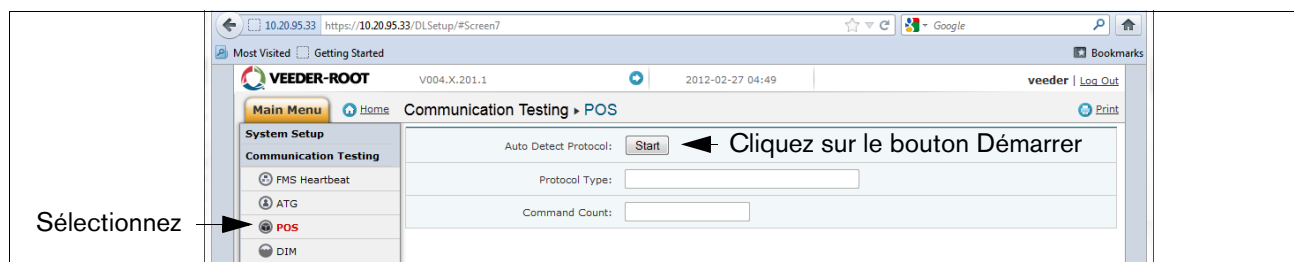 10.20.95.33 https://10.20.95.33/DLSetup/#Screen7 Google
Most Visited Getting Started Bookmarks
VEEDER-ROOT V004.X.201.1 2012-02-27 04:49 veeder | Log Out
Main Menu Home Communication Testing ▸ POS Print
System Setup
Auto Detect Protocol: Start Cliquez sur le bouton Démarrer
Communication Testing
FMS Heartbeat Protocol Type:
ATG
Command Count:
Sélectionnez POS
DIM